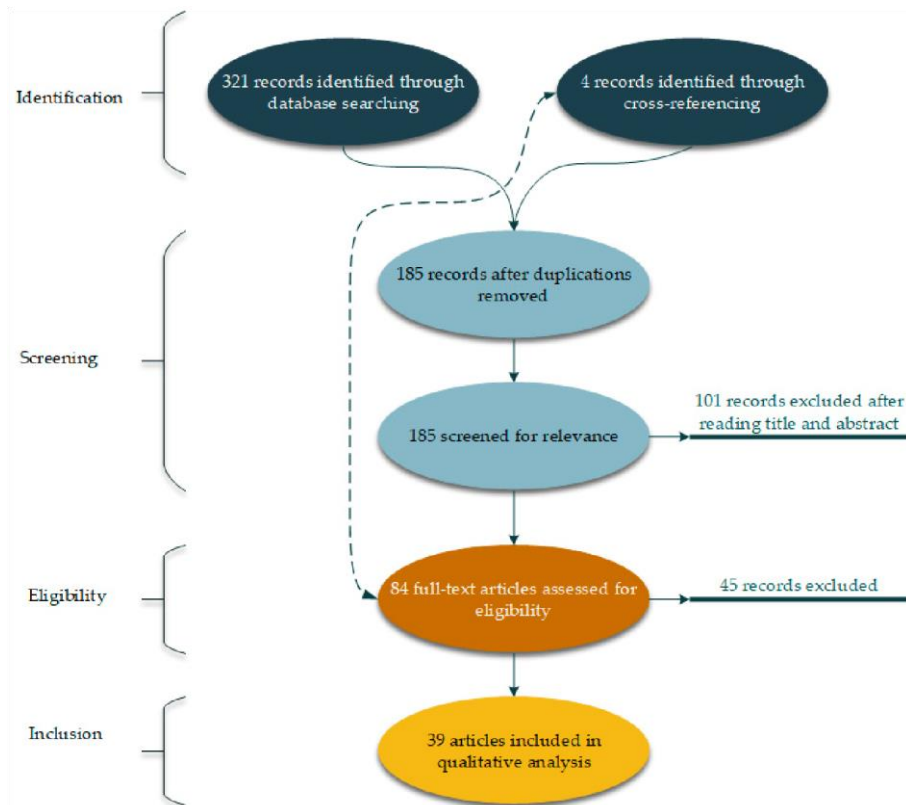 Identification
321 records identified through
database searching
4 records identified through
cross-referencing
Screening
185 records after duplications
removed
185 screened for relevance
101 records excluded after
reading title and abstract
Eligibility
84 full-text articles assessed for
eligibility
45 records excluded
Inclusion
39 articles included in
qualitative analysis